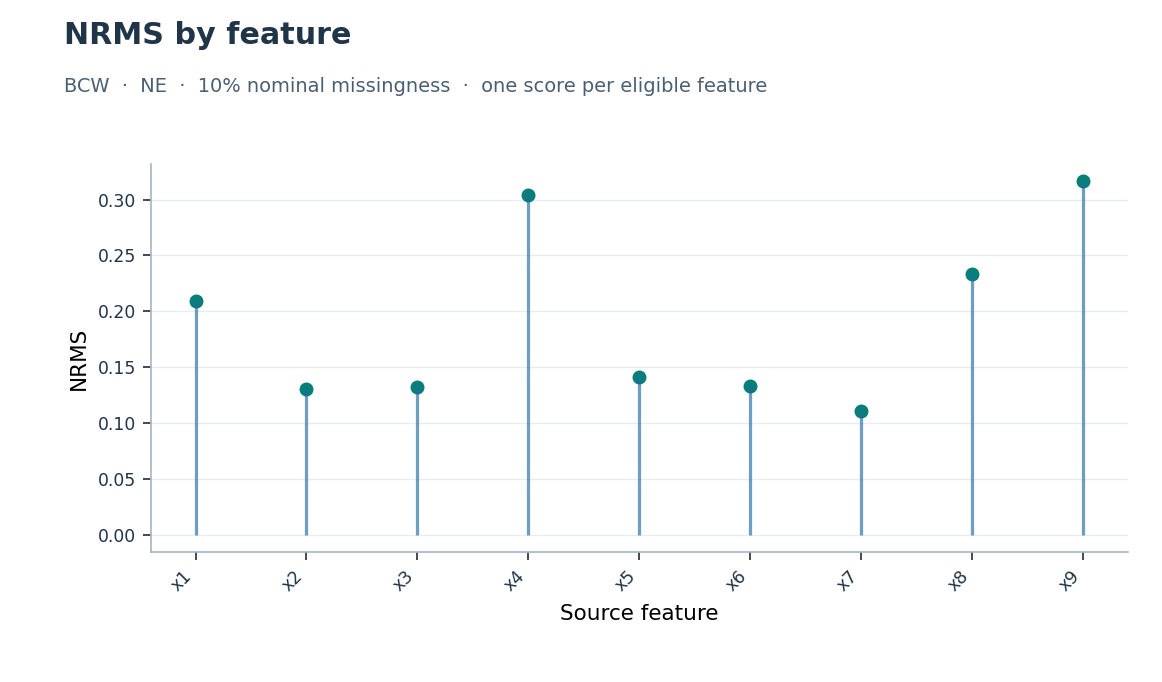 NRMS by feature
BCW · NE · 10% nominal missingness · one score per eligible feature
NRMS
0.30
0.25
0.20
0.15
0.10
0.05
0.00
x1 x2 x3 x4 x5 x6 x7 x8 x9
Source feature